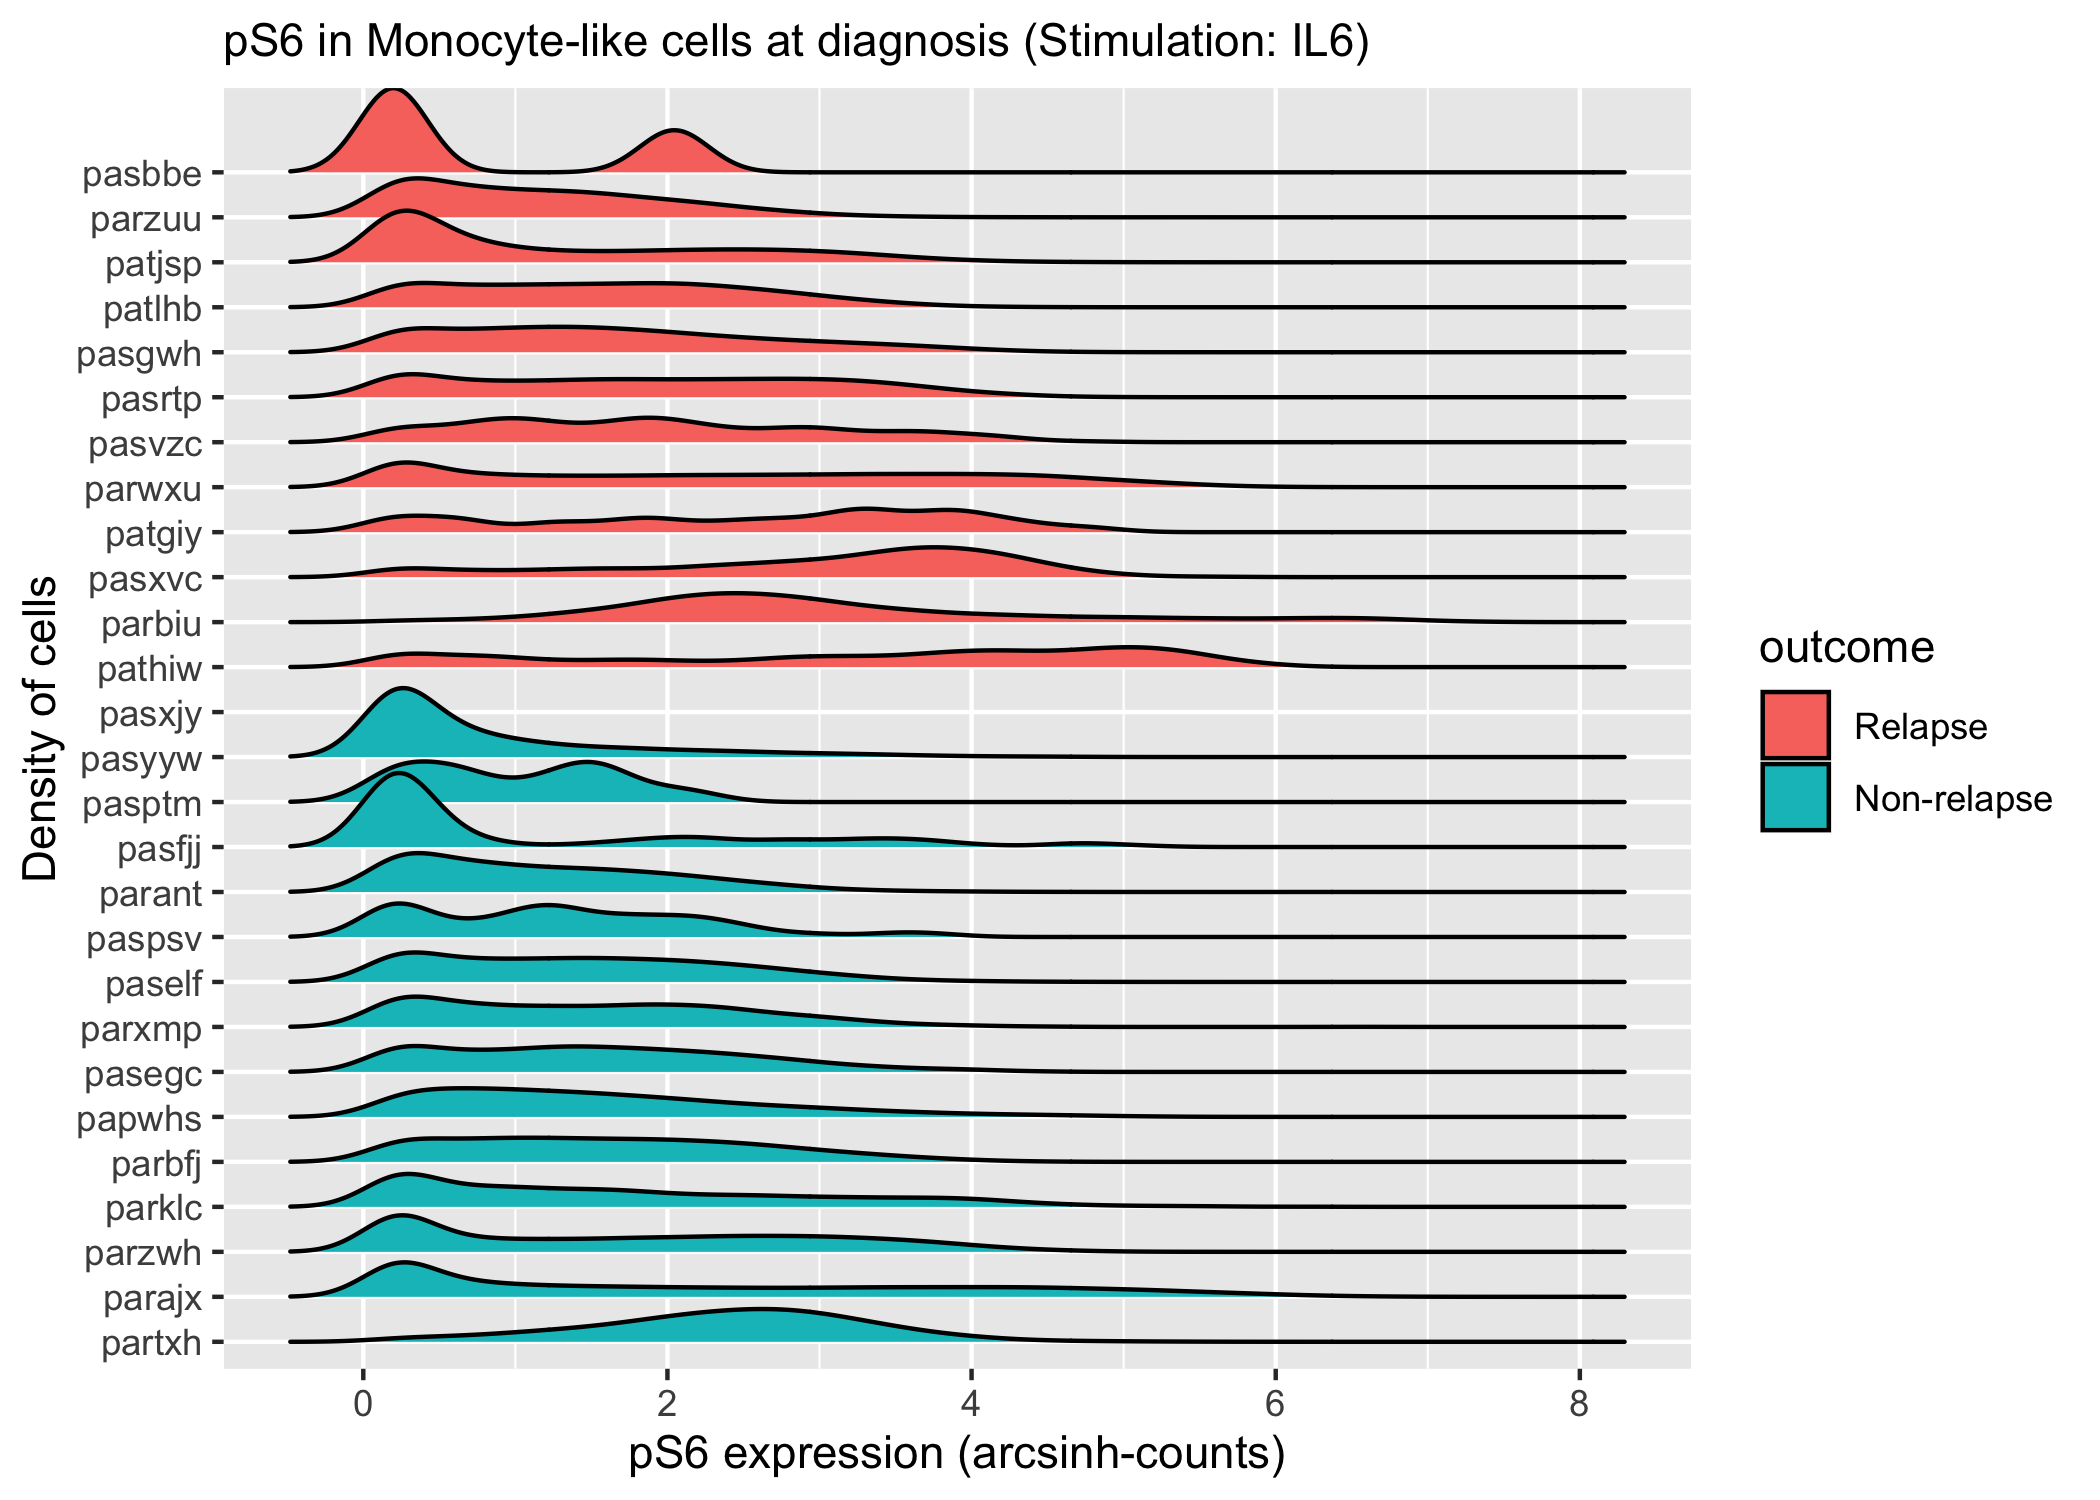 pS6 in Monocyte-like cells at diagnosis (Stimulation: IL6)
Density of cells
pasbbe
parzuu
patjsp
patlhb
pasgwh
pasrtp
pasvzc
parwxu
patgiy
pasxvc
parbiu
pathiw
pasxjy
pasyyw
pasptm
pasfjj
parant
paspsv
paself
parxmp
pasegc
papwhs
parbfj
parklc
parzwh
parajx
partxh
0 2 4 6 8
pS6 expression (arcsinh-counts)
outcome
Relapse
Non-relapse